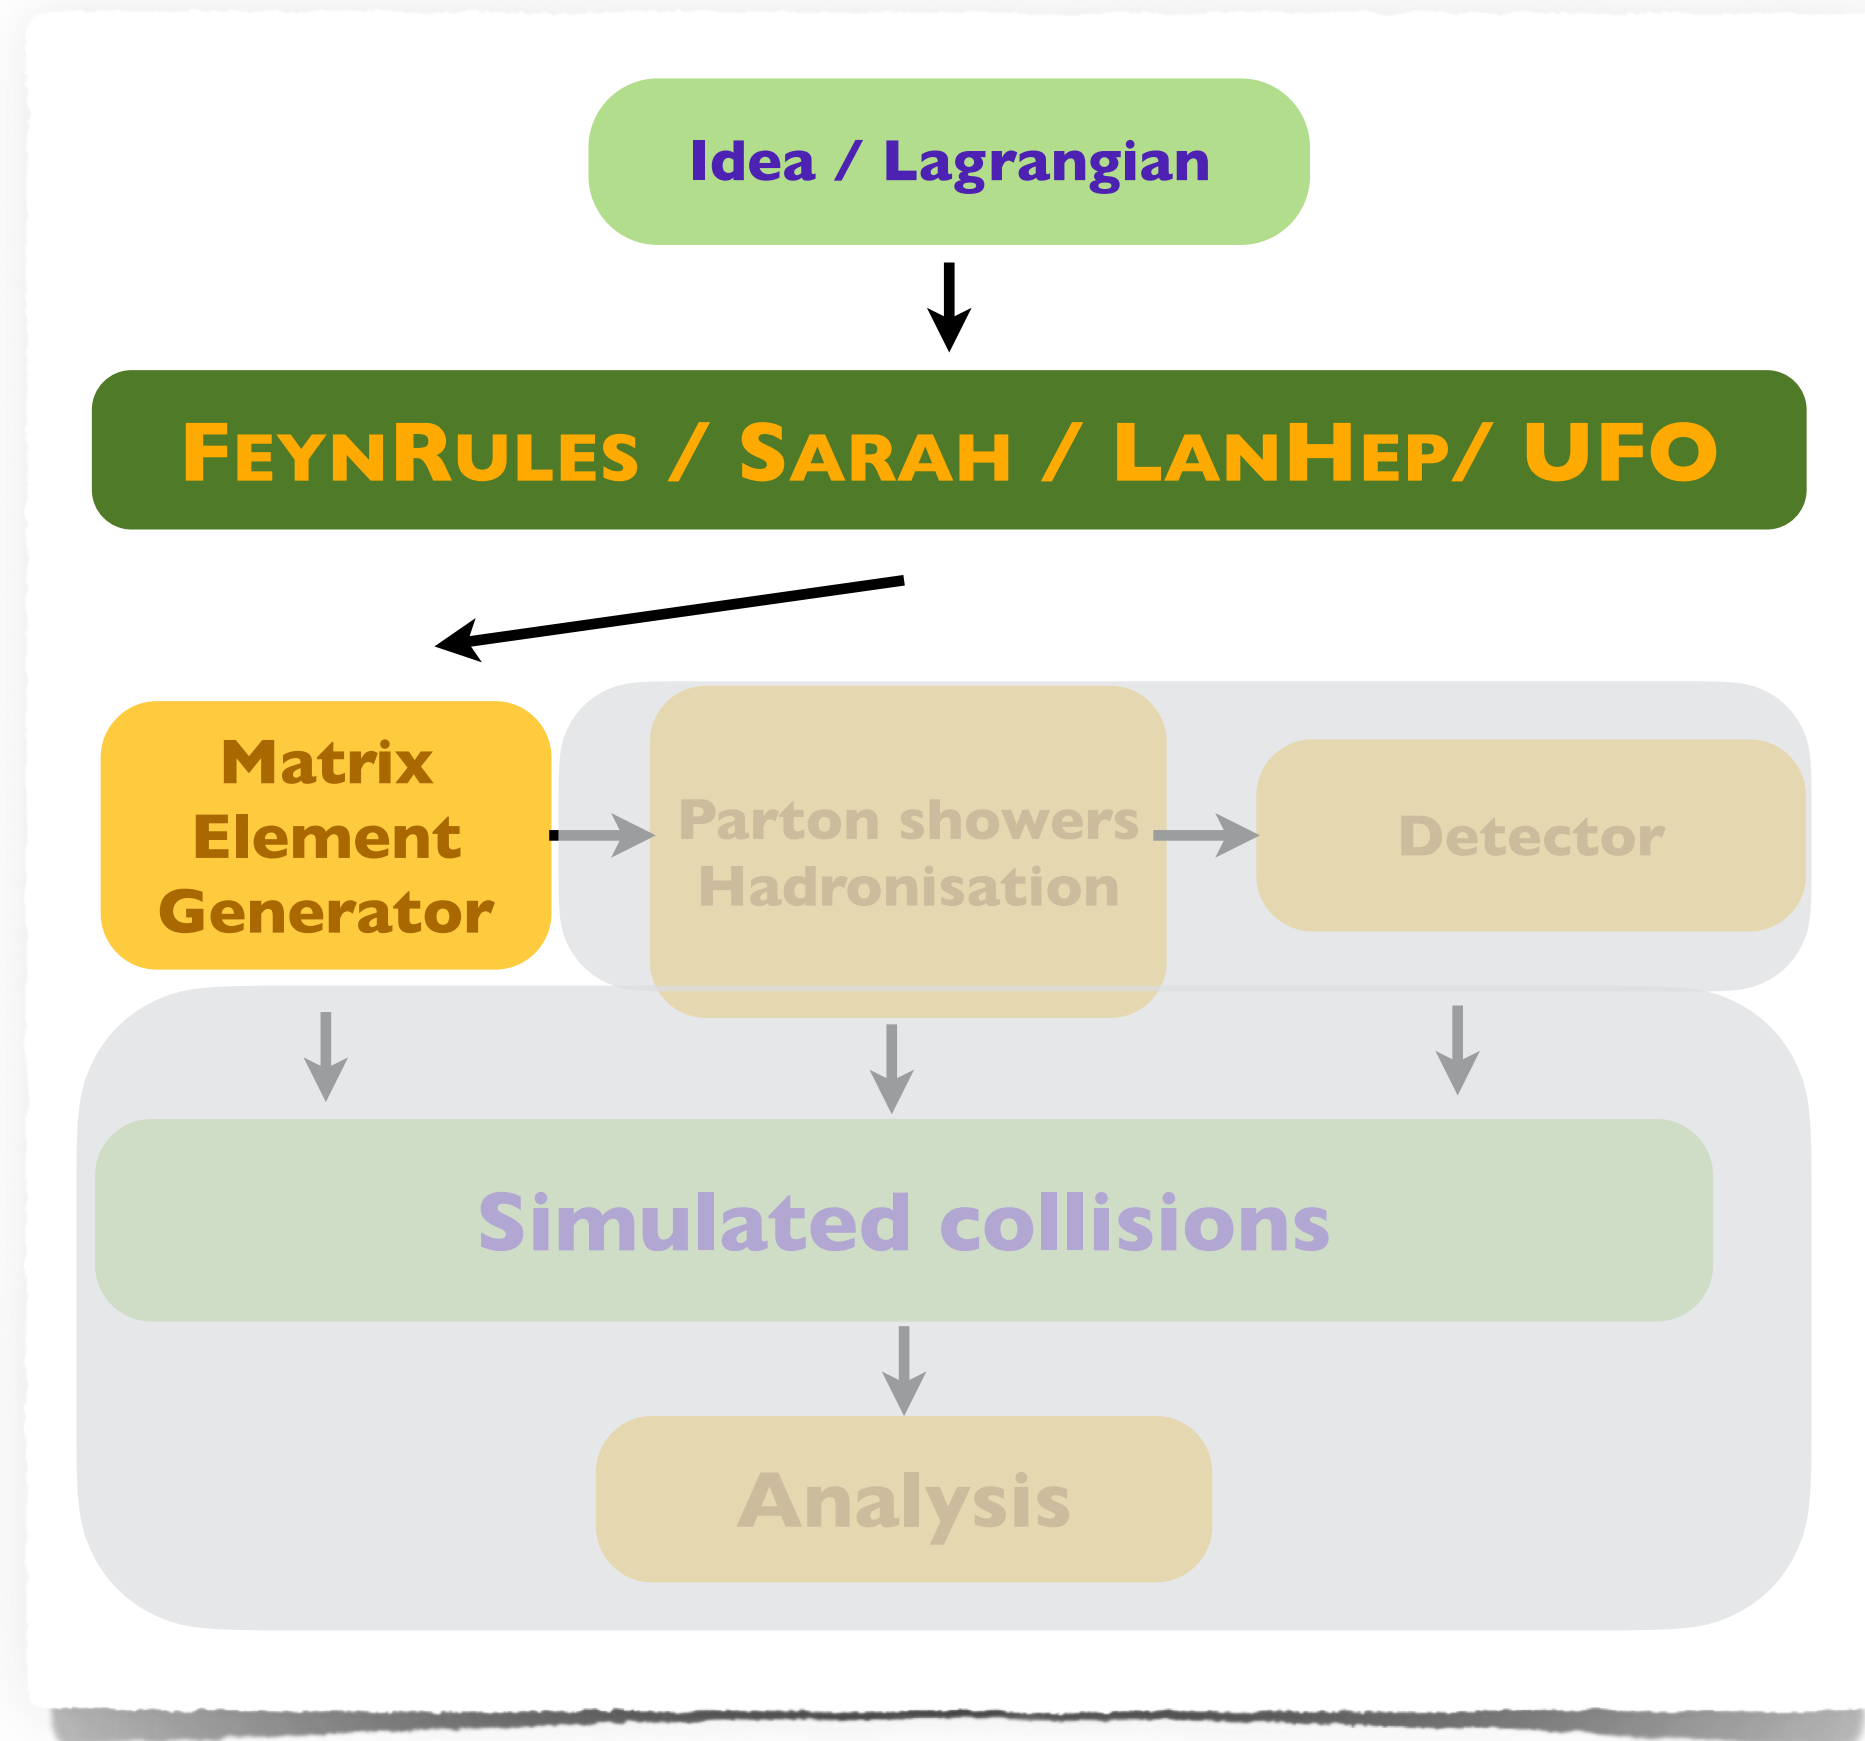 Idea / Lagrangian
FEYNRULES / SARAH / LANHEP/ UFO
Matrix
Element
Generator
Parton showers
Hadronisation
Detector
Simulated collisions
Analysis